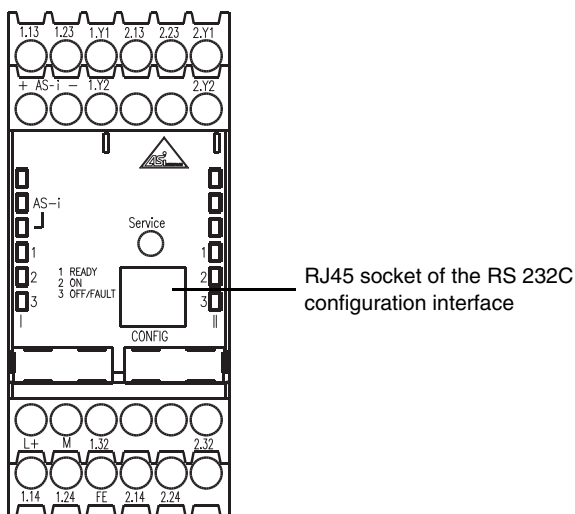 1.13 1.23 1.Y1 2.13 2.23 2.Y1
+ AS-i − 1.Y2 2.Y2
ASi
AS-i
Service
1 1
2 2
3 3
1 READY
2 ON
3 OFF/FAULT
I II
CONFIG
RJ45 socket of the RS 232C
configuration interface
L+ M 1.32 2.32
1.14 1.24 FE 2.14 2.24